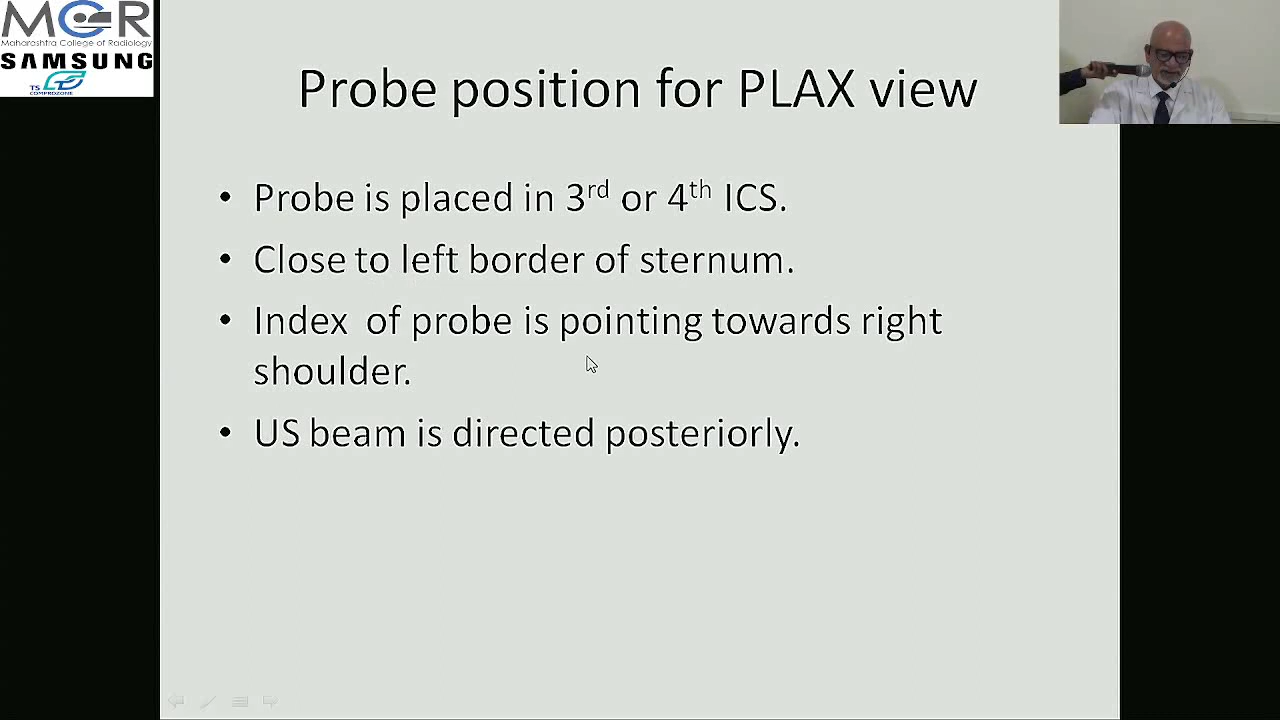 MCR
Maharashtra College of Radiology
SAMSUNG
TS
COMPROZONE
Probe position for PLAX view
• Probe is placed in 3rd or 4th ICS.
• Close to left border of sternum.
• Index of probe is pointing towards right
shoulder.
• US beam is directed posteriorly.